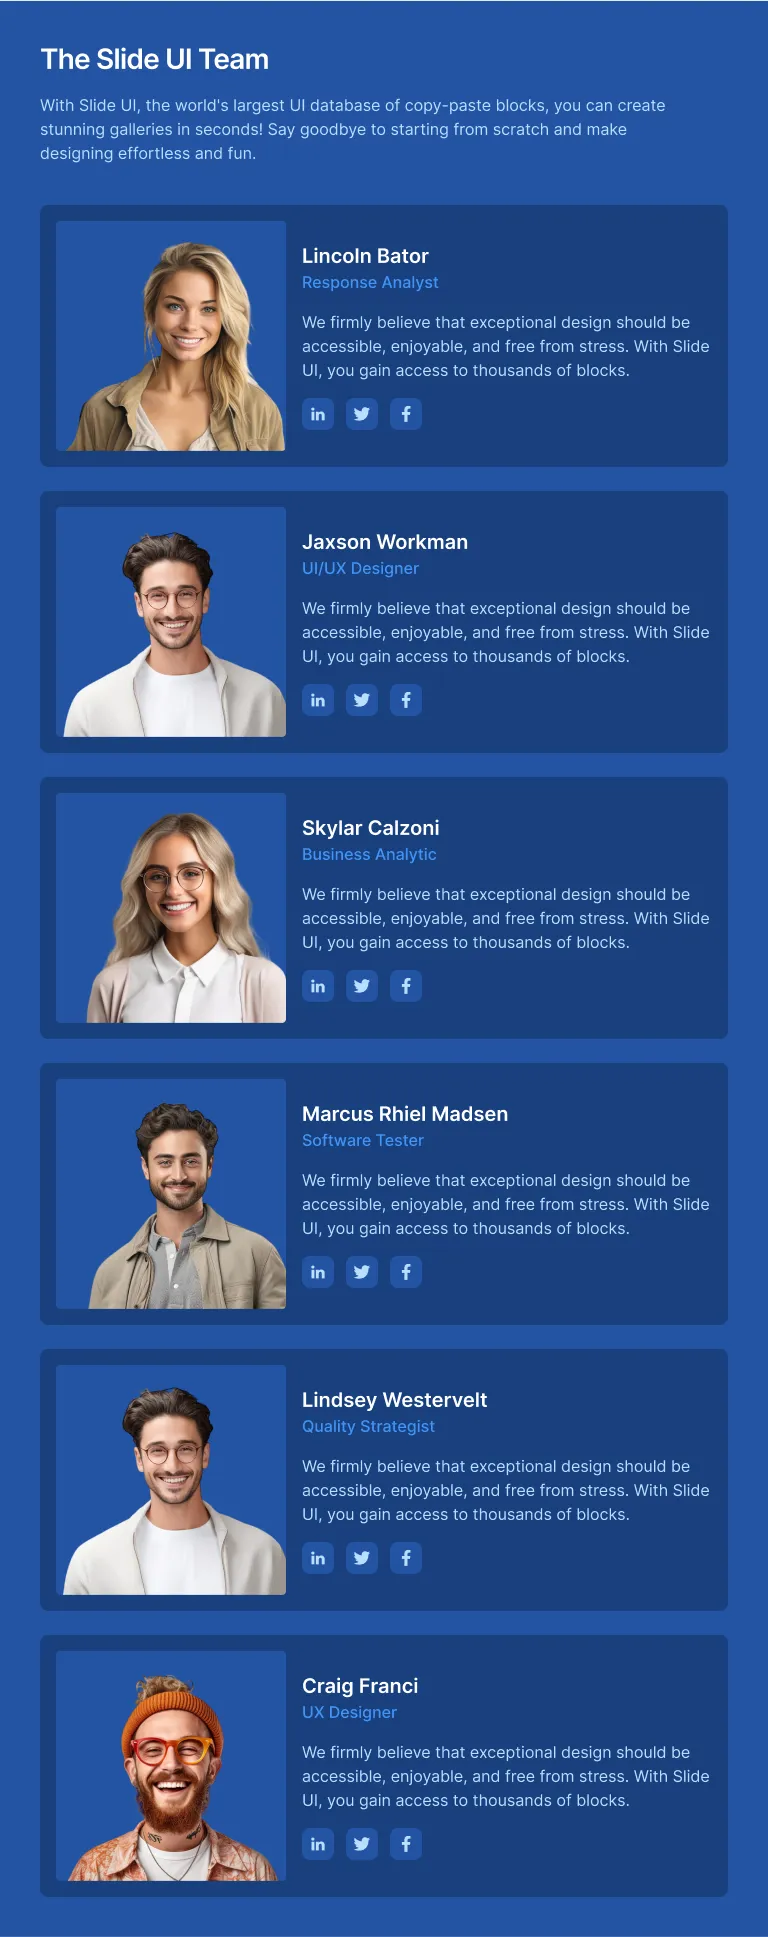 The Slide UI Team
With Slide UI, the world's largest UI database of copy-paste blocks, you can create
stunning galleries in seconds! Say goodbye to starting from scratch and make
designing effortless and fun.
Lincoln Bator
Response Analyst
We firmly believe that exceptional design should be
accessible, enjoyable, and free from stress. With Slide
UI, you gain access to thousands of blocks.
in
f
Jaxson Workman
UI/UX Designer
We firmly believe that exceptional design should be
accessible, enjoyable, and free from stress. With Slide
UI, you gain access to thousands of blocks.
in
f
Skylar Calzoni
Business Analytic
We firmly believe that exceptional design should be
accessible, enjoyable, and free from stress. With Slide
UI, you gain access to thousands of blocks.
in
f
Marcus Rhiel Madsen
Software Tester
We firmly believe that exceptional design should be
accessible, enjoyable, and free from stress. With Slide
UI, you gain access to thousands of blocks.
in
f
Lindsey Westervelt
Quality Strategist
We firmly believe that exceptional design should be
accessible, enjoyable, and free from stress. With Slide
UI, you gain access to thousands of blocks.
in
f
Craig Franci
UX Designer
We firmly believe that exceptional design should be
accessible, enjoyable, and free from stress. With Slide
UI, you gain access to thousands of blocks.
in
f